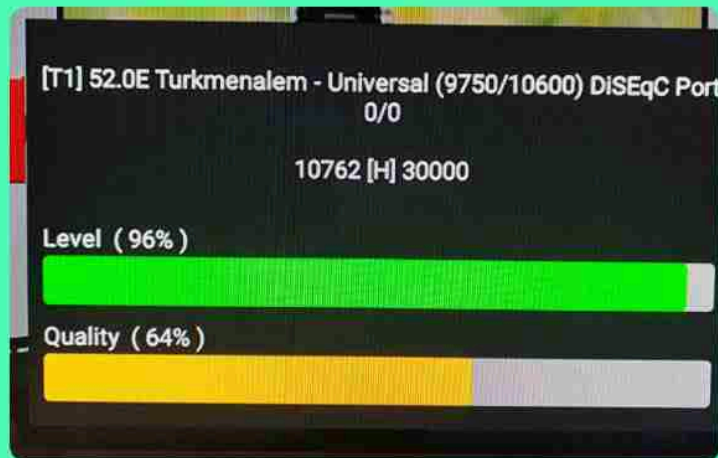 [T1] 52.0E Turkmenalem - Universal (9750/10600) DiSEqC Port
0/0
10762 [H] 30000
Level ( 96% )
Quality ( 64% )